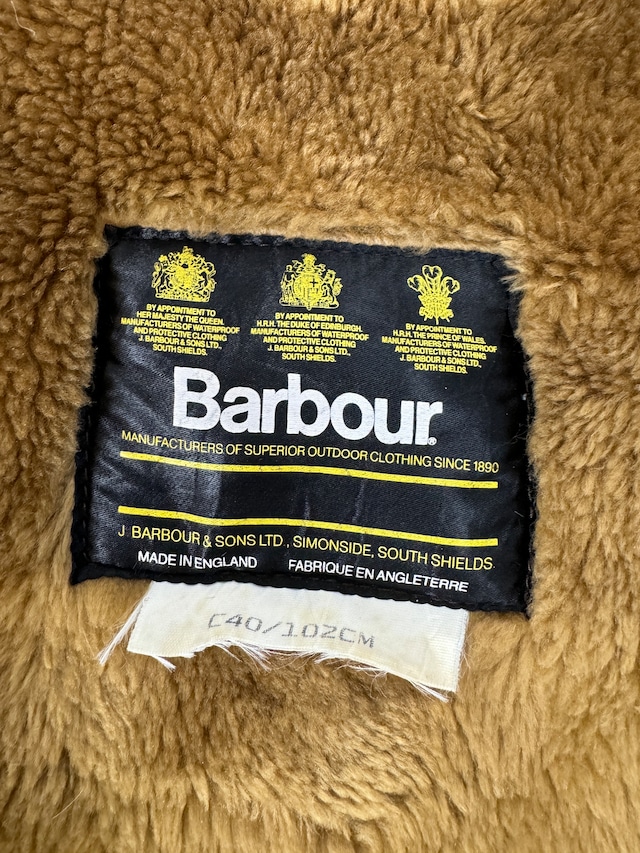 BY APPOINTMENT TO
HER MAJESTY THE QUEEN.
MANUFACTURERS OF WATERPROOF
AND PROTECTIVE CLOTHING
J. BARBOUR & SONS LTD.,
SOUTH SHIELDS.
BY APPOINTMENT TO
H.R.H. THE DUKE OF EDINBURGH.
MANUFACTURERS OF WATERPROOF
AND PROTECTIVE CLOTHING
J. BARBOUR & SONS LTD.,
SOUTH SHIELDS.
BY APPOINTMENT TO
H.R.H. THE PRINCE OF WALES.
MANUFACTURERS OF WATERPROOF
AND PROTECTIVE CLOTHING
J. BARBOUR & SONS LTD.,
SOUTH SHIELDS.
Barbour®
MANUFACTURERS OF SUPERIOR OUTDOOR CLOTHING SINCE 1890
J. BARBOUR & SONS LTD., SIMONSIDE, SOUTH SHIELDS.
MADE IN ENGLAND FABRIQUE EN ANGLETERRE
C40/102CM